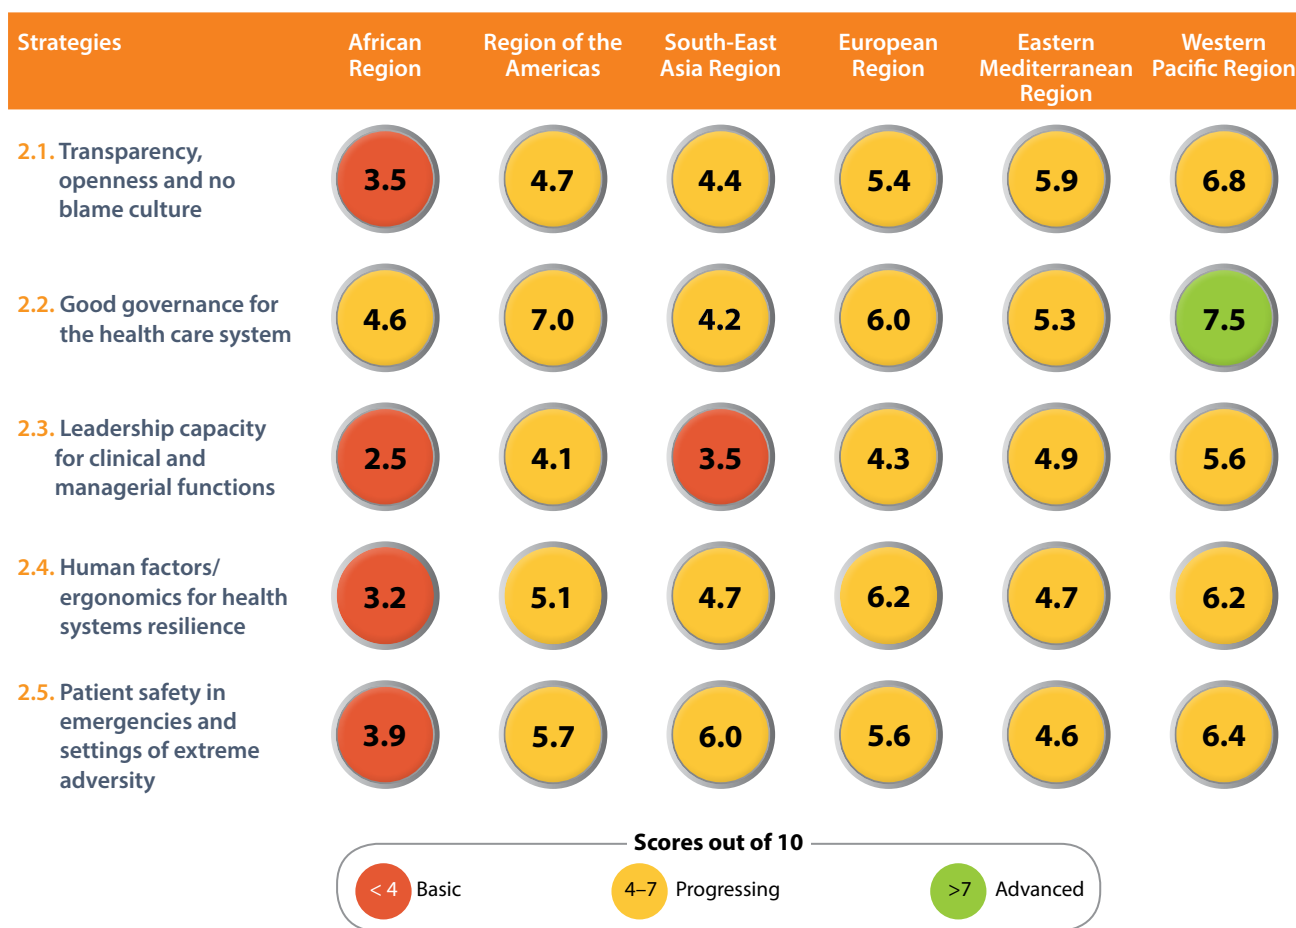 Strategies
African Region
Region of the Americas
South-East Asia Region
European Region
Eastern Mediterranean Region
Western Pacific Region
2.1. Transparency,
openness and no
blame culture
3.5 4.7 4.4 5.4 5.9 6.8
2.2. Good governance for
the health care system
4.6 7.0 4.2 6.0 5.3 7.5
2.3. Leadership capacity
for clinical and
managerial functions
2.5 4.1 3.5 4.3 4.9 5.6
2.4. Human factors/
ergonomics for health
systems resilience
3.2 5.1 4.7 6.2 4.7 6.2
2.5. Patient safety in
emergencies and
settings of extreme
adversity
3.9 5.7 6.0 5.6 4.6 6.4
Scores out of 10
< 4 Basic 4–7 Progressing >7 Advanced